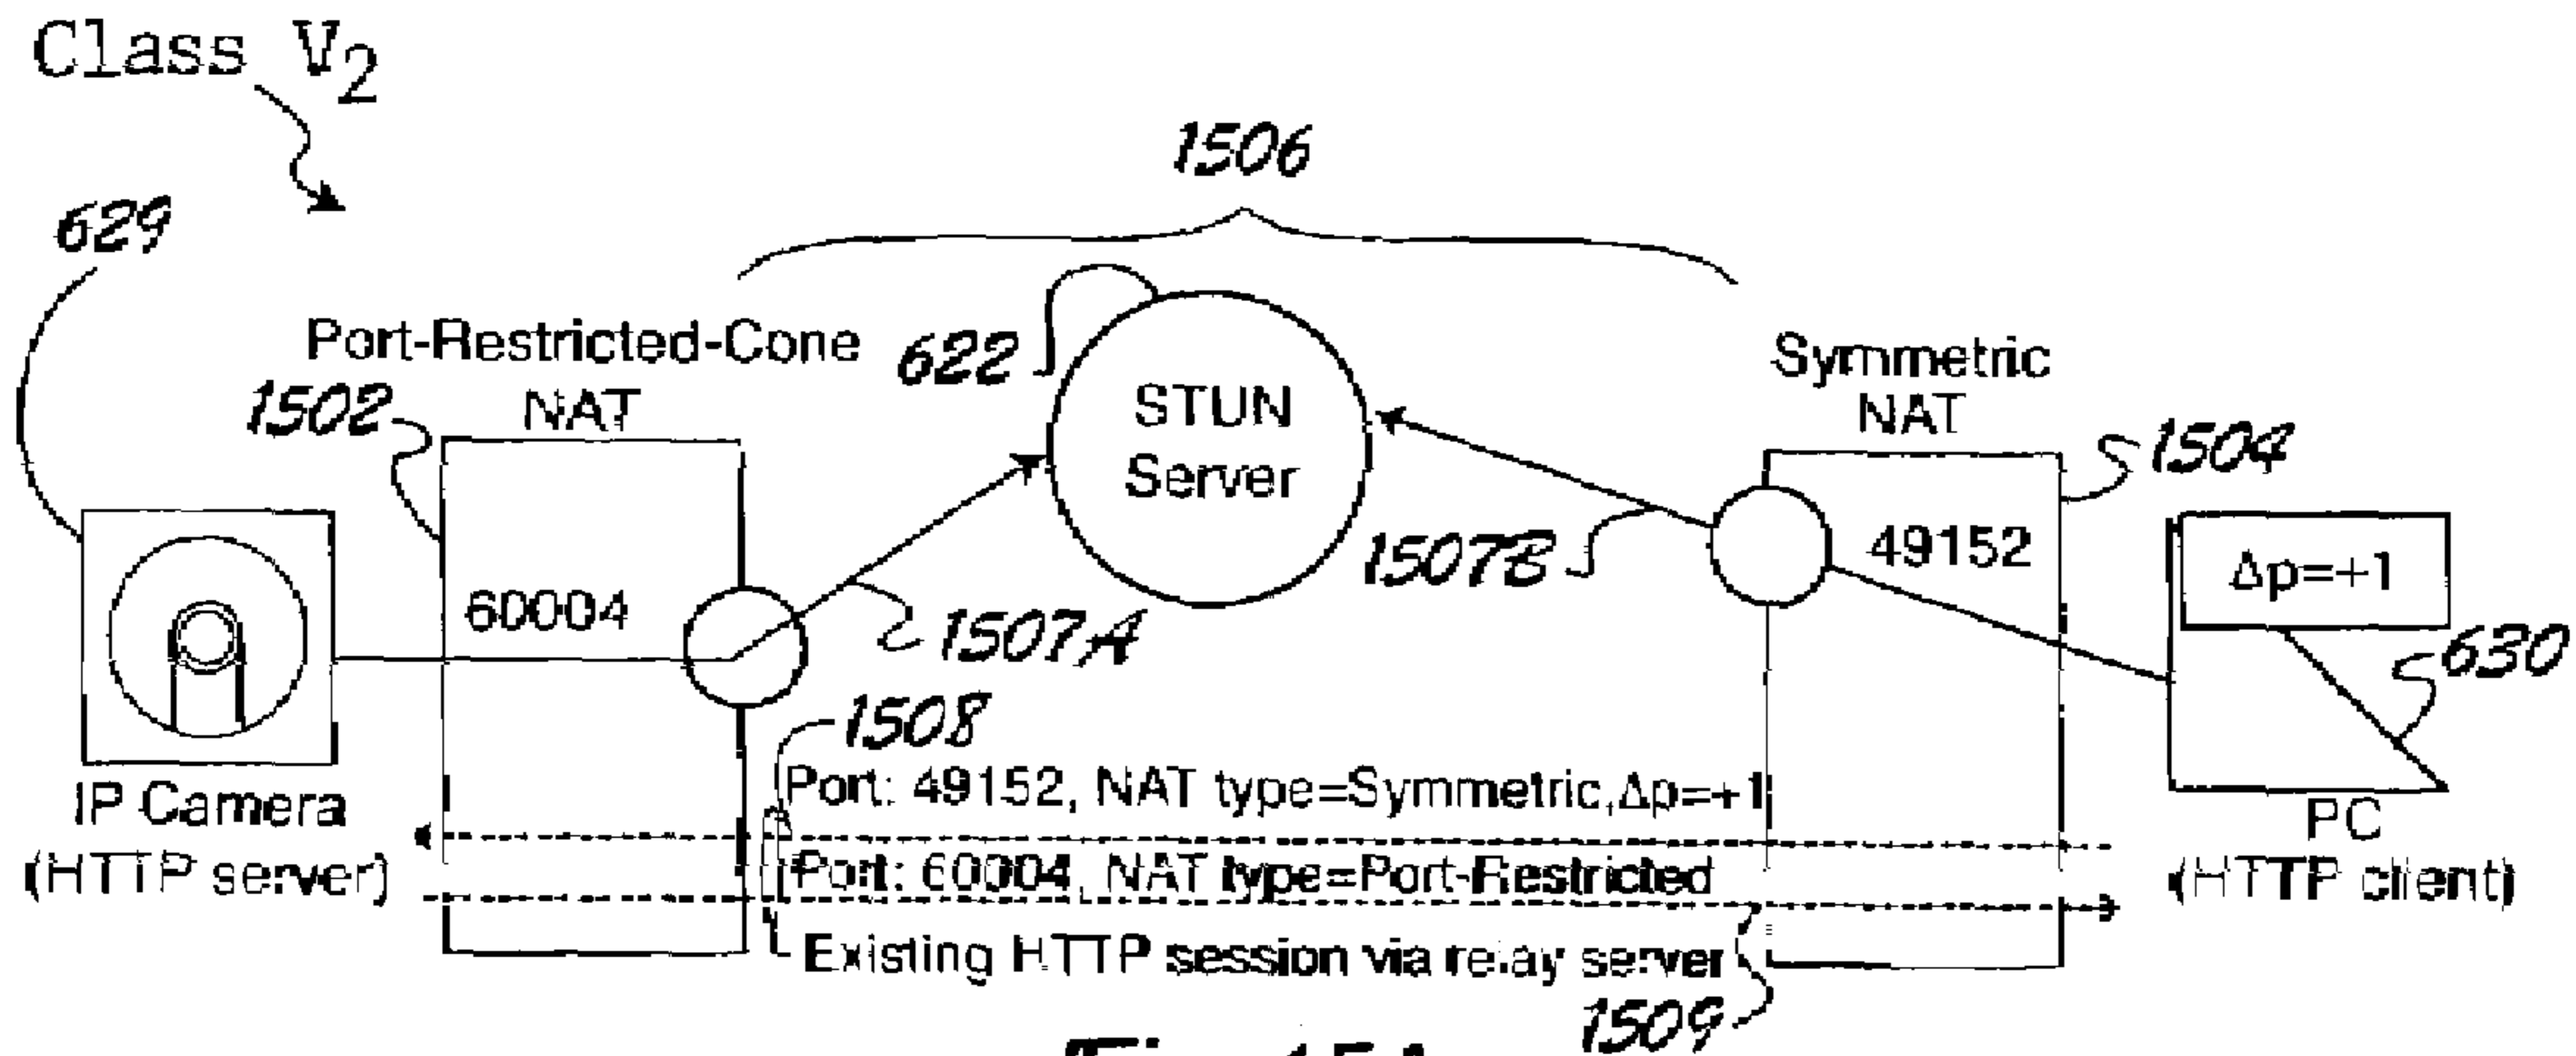 Class V2
1506
629
Port-Restricted-Cone
NAT
1502
622
STUN
Server
Symmetric
NAT
1504
60004
1507A
1507B
49152
Δp=+1
630
1508
Port: 49152, NAT type=Symmetric,Δp=+1
Port: 60004, NAT type=Port-Restricted
Existing HTTP session via relay server
1509
IP Camera
(HTTP server)
PC
(HTTP client)